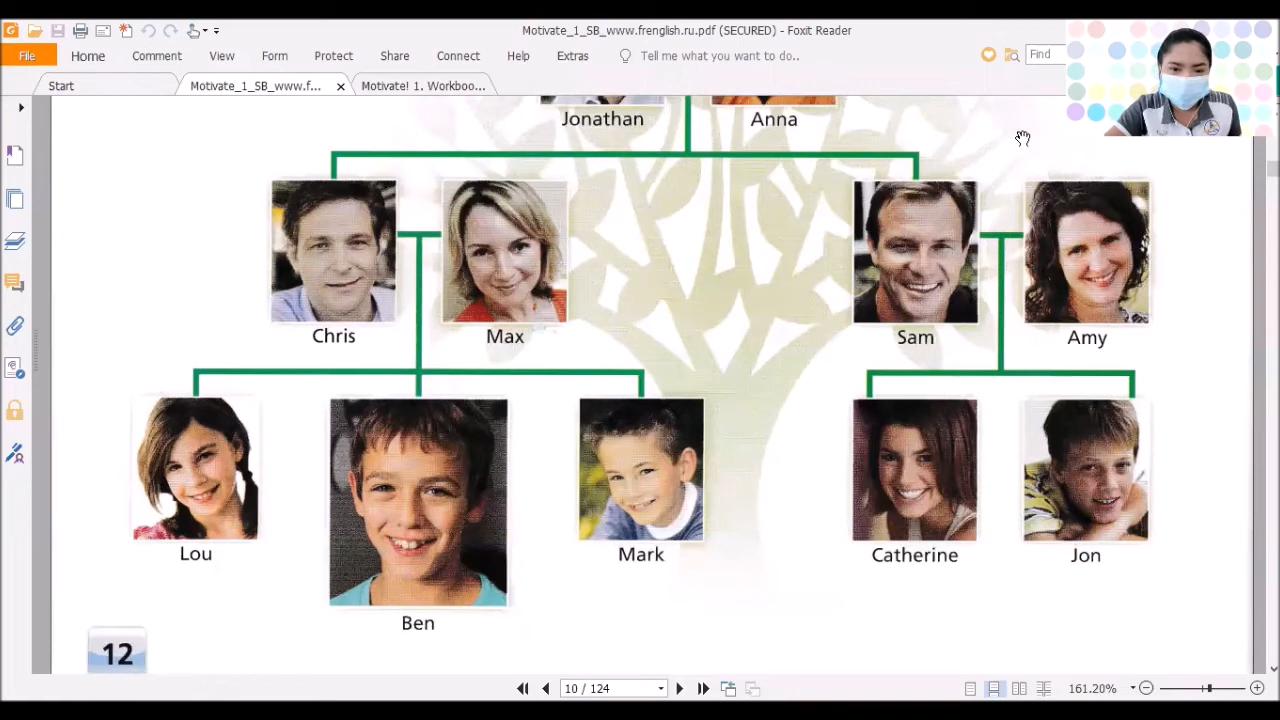 Motivate_1_SB_www.frenglish.ru.pdf (SECURED) - Foxit Reader
File Home Comment View Form Protect Share Connect Help Extras Tell me what you want to do.. Find
Start Motivate_1_SB_www.f... Motivate! 1. Workboo...
Jonathan Anna
Chris Max Sam Amy
Lou Mark Catherine Jon
Ben
12
10 / 124 161.20%